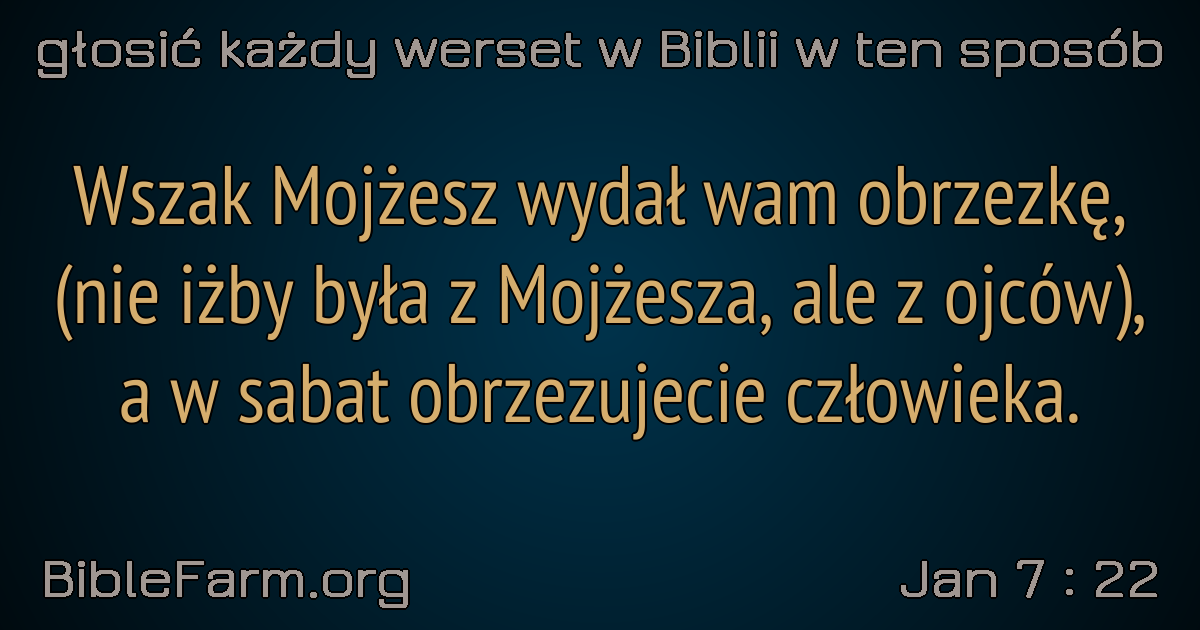 głosić każdy werset w Biblii w ten sposób
Wszak Mojżesz wydał wam obrzezkę,
(nie iżby była z Mojżesza, ale z ojców),
a w sabat obrzezujecie człowieka.
BibleFarm.org
Jan 7 : 22